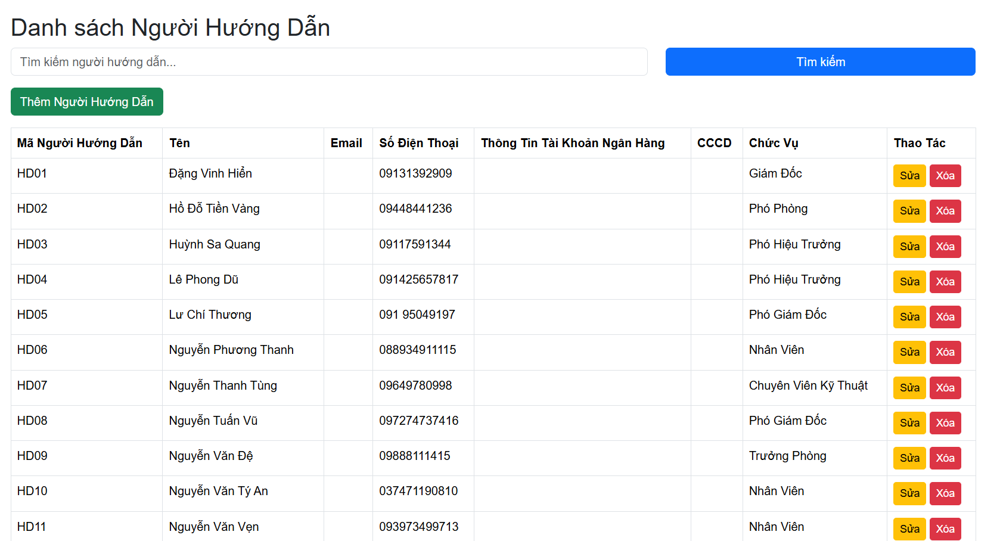 Danh sách Người Hướng Dẫn
Tìm kiếm người hướng dẫn... Tìm kiếm
Thêm Người Hướng Dẫn
Mã Người Hướng Dẫn Tên Email Số Điện Thoại Thông Tin Tài Khoản Ngân Hàng CCCD Chức Vụ Thao Tác
HD01 Đặng Vinh Hiển 09131392909 Giám Đốc Sửa Xóa
HD02 Hồ Đỗ Tiền Vàng 09448441236 Phó Phòng Sửa Xóa
HD03 Huỳnh Sa Quang 09117591344 Phó Hiệu Trưởng Sửa Xóa
HD04 Lê Phong Dũ 091425657817 Phó Hiệu Trưởng Sửa Xóa
HD05 Lư Chí Thương 091 95049197 Phó Giám Đốc Sửa Xóa
HD06 Nguyễn Phương Thanh 088934911115 Nhân Viên Sửa Xóa
HD07 Nguyễn Thanh Tùng 09649780998 Chuyên Viên Kỹ Thuật Sửa Xóa
HD08 Nguyễn Tuấn Vũ 097274737416 Phó Giám Đốc Sửa Xóa
HD09 Nguyễn Văn Đệ 09888111415 Trưởng Phòng Sửa Xóa
HD10 Nguyễn Văn Tý An 037471190810 Nhân Viên Sửa Xóa
HD11 Nguyễn Văn Vẹn 093973499713 Nhân Viên Sửa Xóa